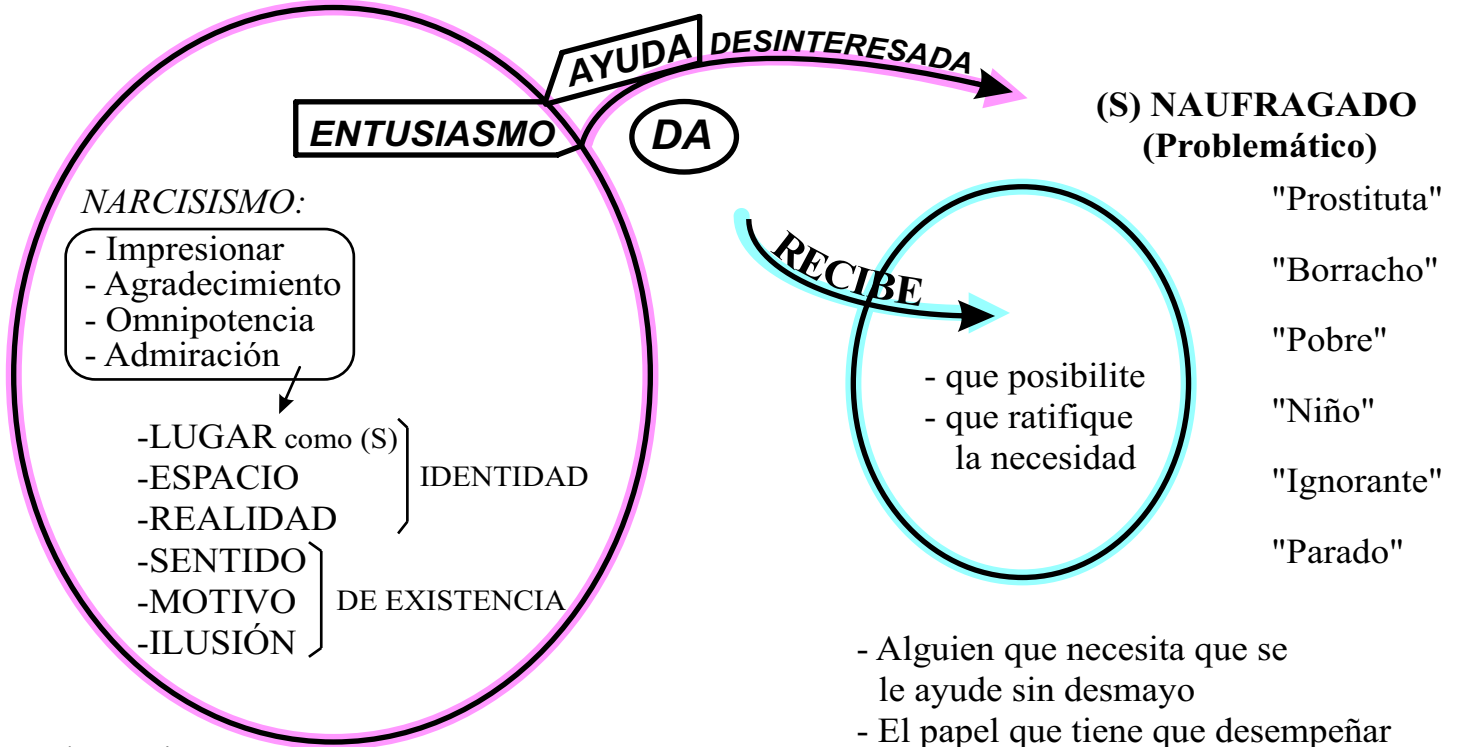 AYUDA DESINTERESADA
ENTUSIASMO
DA
(S) NAUFRAGADO
(Problemático)
NARCISISMO:
- Impresionar
- Agradecimiento
- Omnipotencia
- Admiración
-LUGAR como (S)
-ESPACIO
-REALIDAD
IDENTIDAD
-SENTIDO
-MOTIVO
-ILUSIÓN
DE EXISTENCIA
RECIBE
- que posibilite
- que ratifique
la necesidad
"Prostituta"
"Borracho"
"Pobre"
"Niño"
"Ignorante"
"Parado"
- Alguien que necesita que se
le ayude sin desmayo
- El papel que tiene que desempeñar